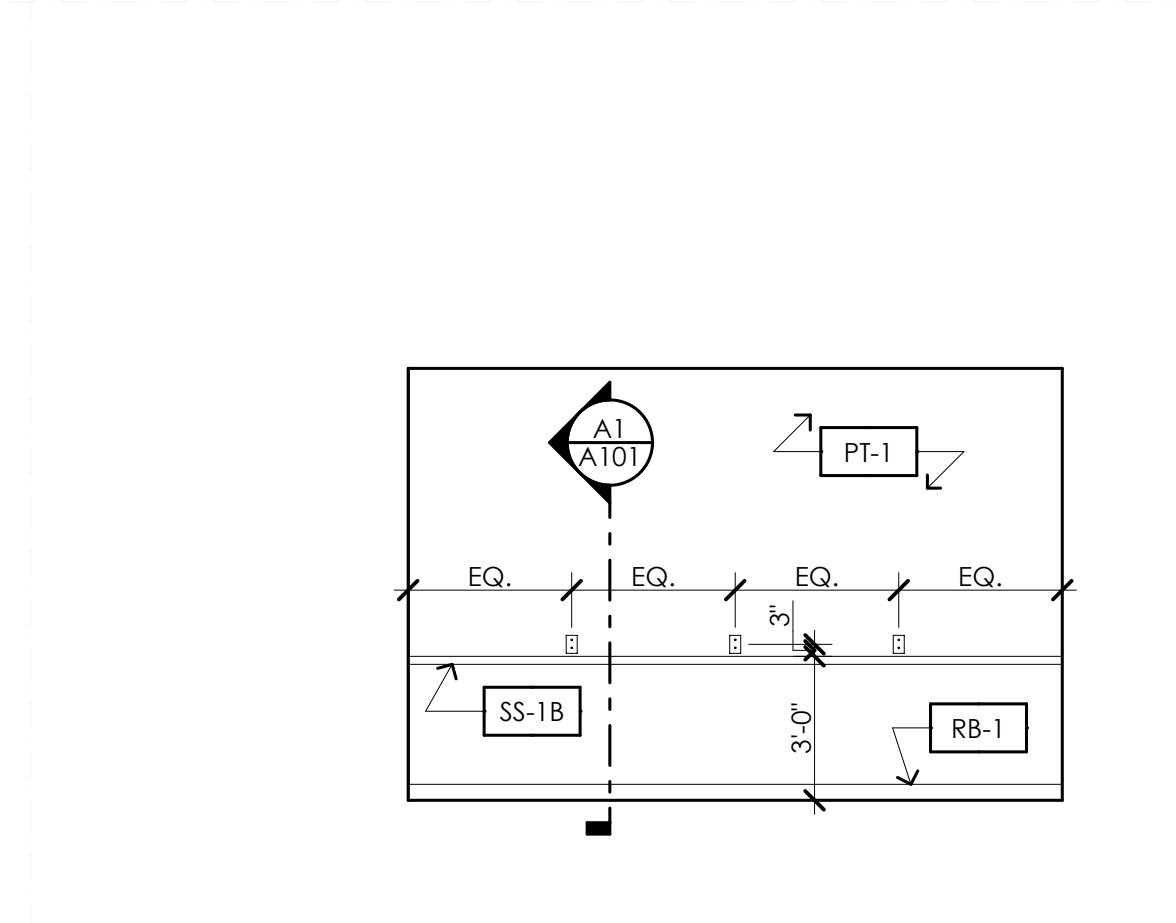 A1
A101
PT-1
EQ.
EQ.
EQ.
EQ.
3"
SS-1B
3'-0"
RB-1